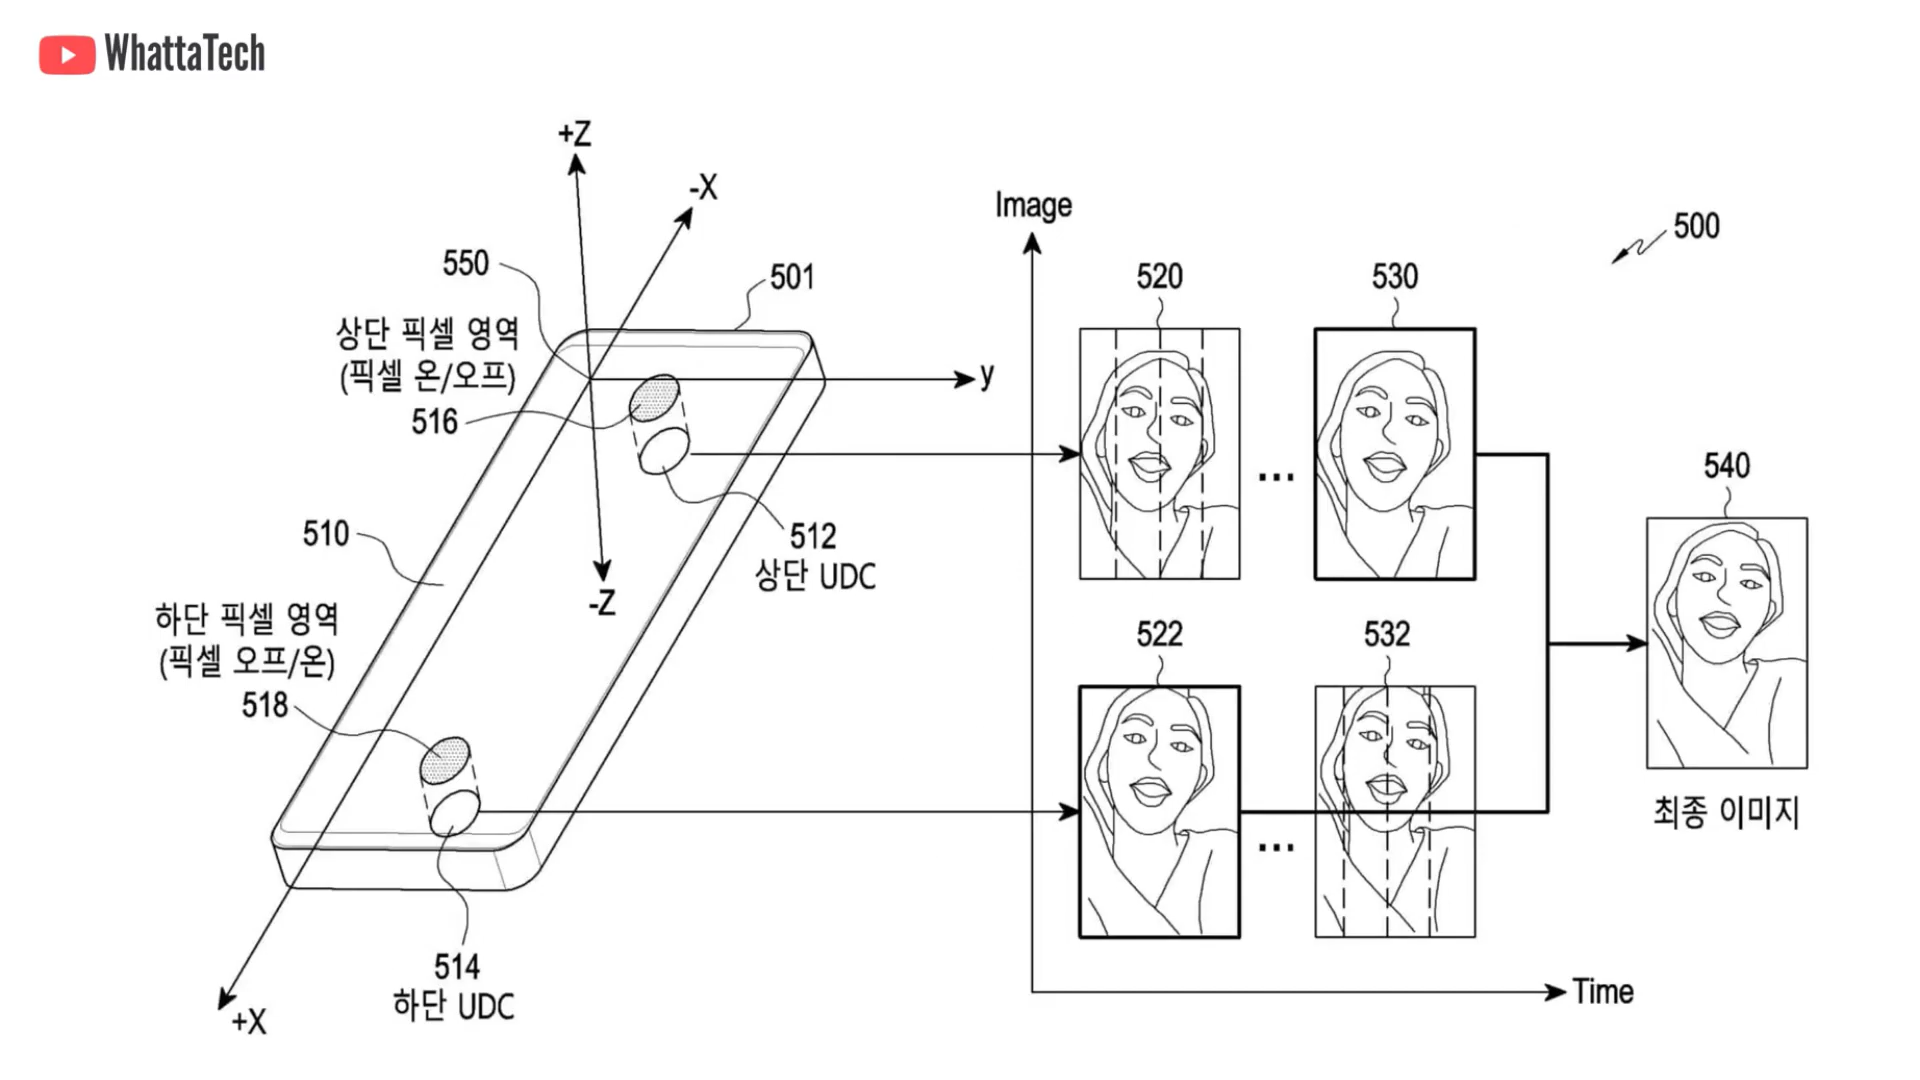 WhattaTech
+Z
-X
Image
500
550
501
520
530
상단 픽셀 영역
(픽셀 온/오프)
516
y
...
540
510
512
상단 UDC
-Z
하단 픽셀 영역
(픽셀 오프/온)
518
522
532
최종 이미지
...
514
하단 UDC
+X
Time